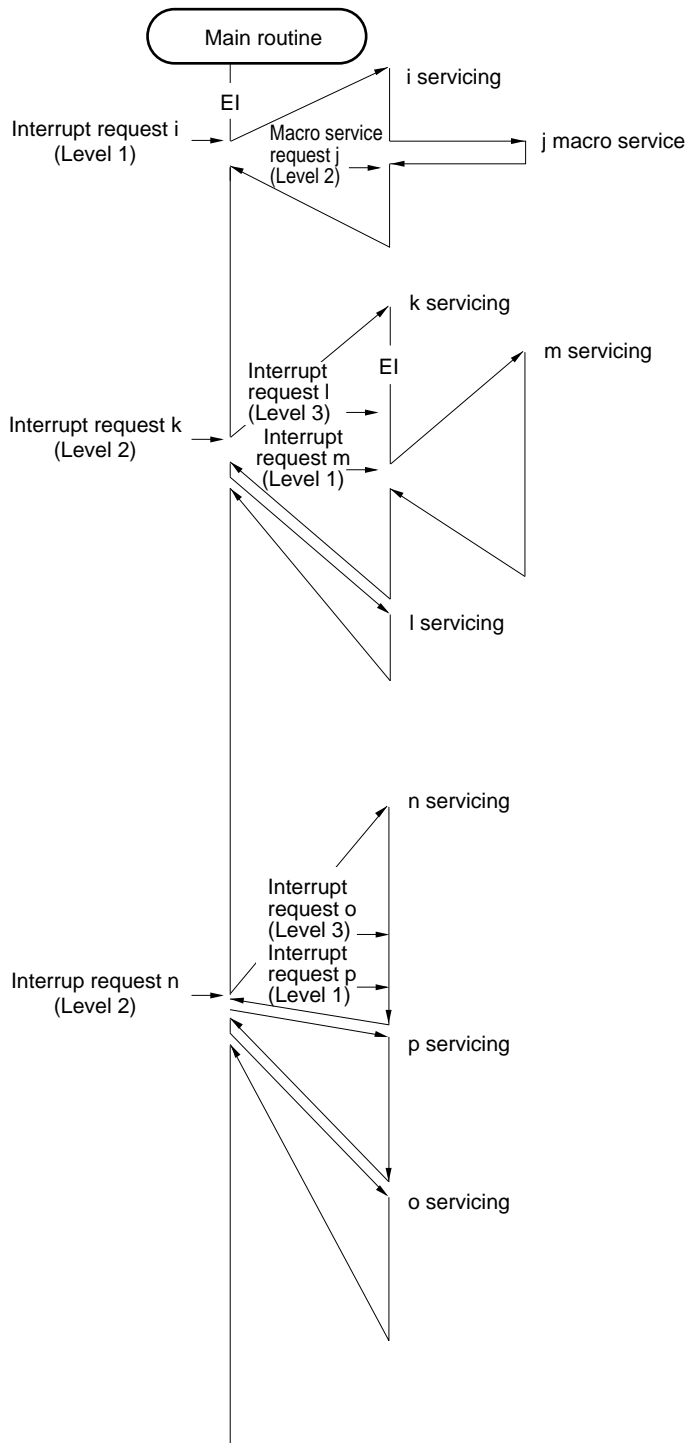 Main routine
EI
i servicing
Interrupt request i
(Level 1)
Macro service
request j
(Level 2)
j macro service
k servicing
EI
m servicing
Interrupt
request l
(Level 3)
Interrupt request k
(Level 2)
Interrupt
request m
(Level 1)
l servicing
n servicing
Interrupt
request o
(Level 3)
Interrup request n
(Level 2)
Interrupt
request p
(Level 1)
p servicing
o servicing